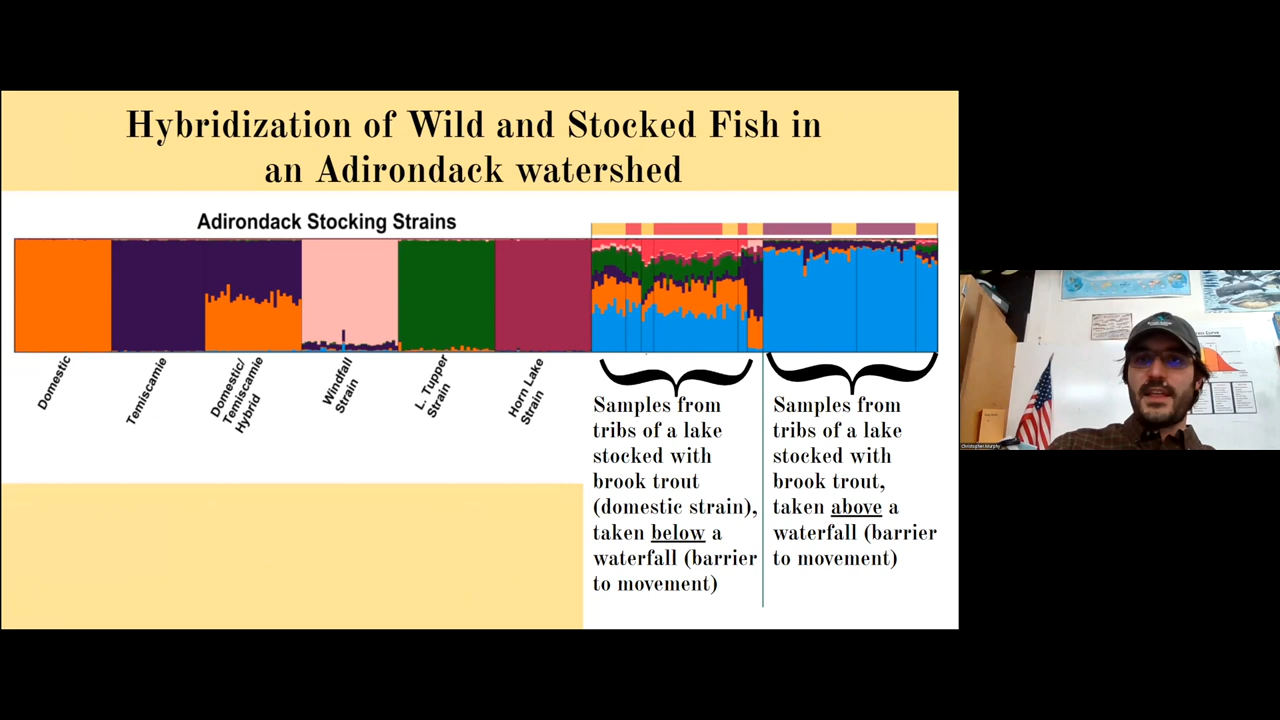 Hybridization of Wild and Stocked Fish in
an Adirondack watershed
Adirondack Stocking Strains
Domestic
Temiscamie
Domestic/
Temiscamie
Hybrid
Windfall
Strain
L. Tupper
Strain
Horn Lake
Strain
Samples from
tribs of a lake
stocked with
brook trout
(domestic strain),
taken below a
waterfall (barrier
to movement)
Samples from
tribs of a lake
stocked with
brook trout,
taken above a
waterfall (barrier
to movement)
Christopher.Murphy